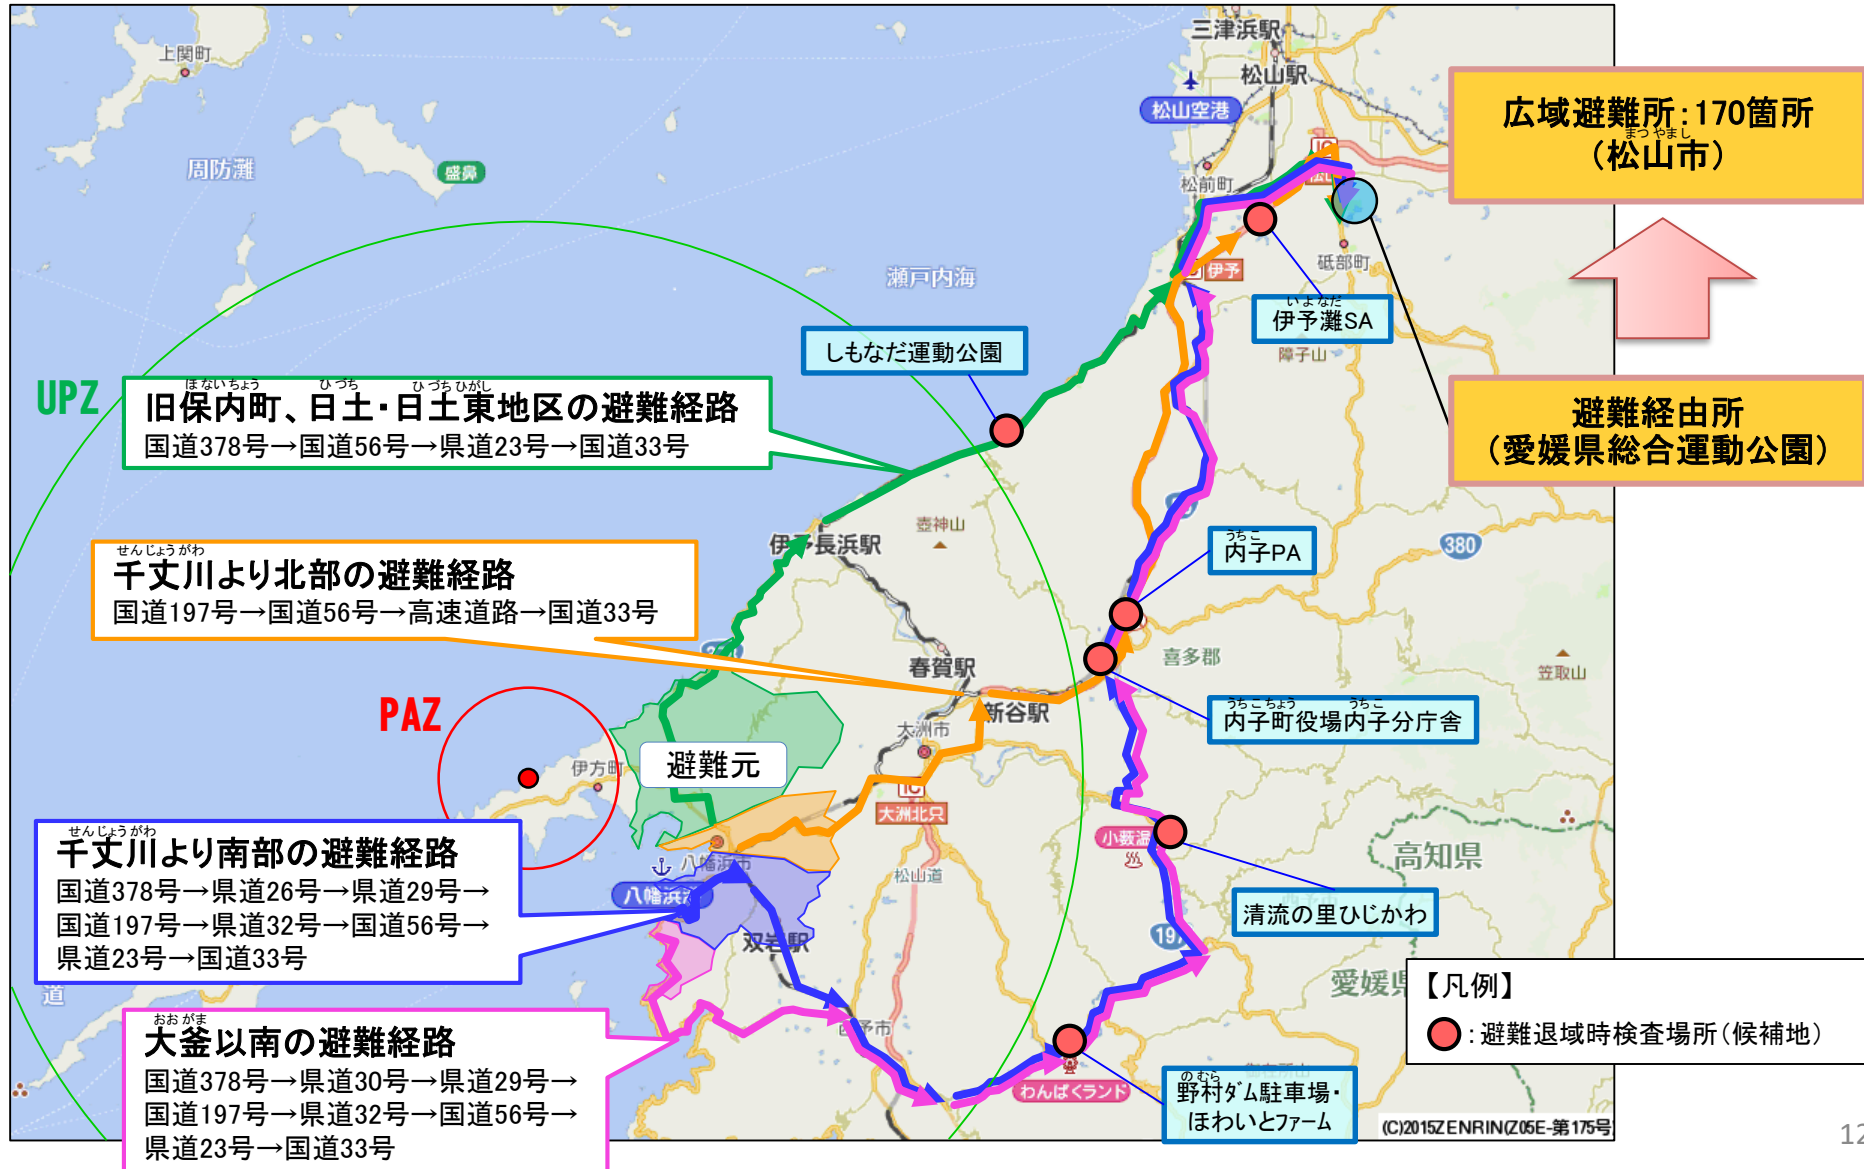 上関町
三津浜駅
松山駅
松山空港
周防灘
盛鼻
松前町
IC
砥部町
瀬戸内海
伊予
障子山
広域避難所：170箇所
まつやまし
（松山市）
いよなだ
伊予灘SA
しもなだ運動公園
避難経由所
（愛媛県総合運動公園）
UPZ
ほないちょう ひづち ひづちひがし
旧保内町、日土・日土東地区の避難経路
国道378号→国道56号→県道23号→国道33号
壺神山
伊予長浜駅
うちこ
内子PA
380
せんじょうがわ
千丈川より北部の避難経路
国道197号→国道56号→高速道路→国道33号
春賀駅
喜多郡
笠取山
PAZ
新谷駅
うちこちょう うちこ
内子町役場内子分庁舎
大洲市
避難元
伊方町
IC
大洲北只
小薮温
高知県
せんじょうがわ
千丈川より南部の避難経路
国道378号→県道26号→県道29号→
国道197号→県道32号→国道56号→
県道23号→国道33号
八幡浜市
八幡浜港
松山道
清流の里ひじかわ
双岩駅
197
愛媛県
道
【凡例】
：避難退域時検査場所（候補地）
おおがま
大釜以南の避難経路
国道378号→県道30号→県道29号→
国道197号→県道32号→国道56号→
県道23号→国道33号
西予市
わんぱくランド
のむら
野村ダム駐車場・
ほわいとファーム
(C)2015ZENRIN(Z05E-第175号
12